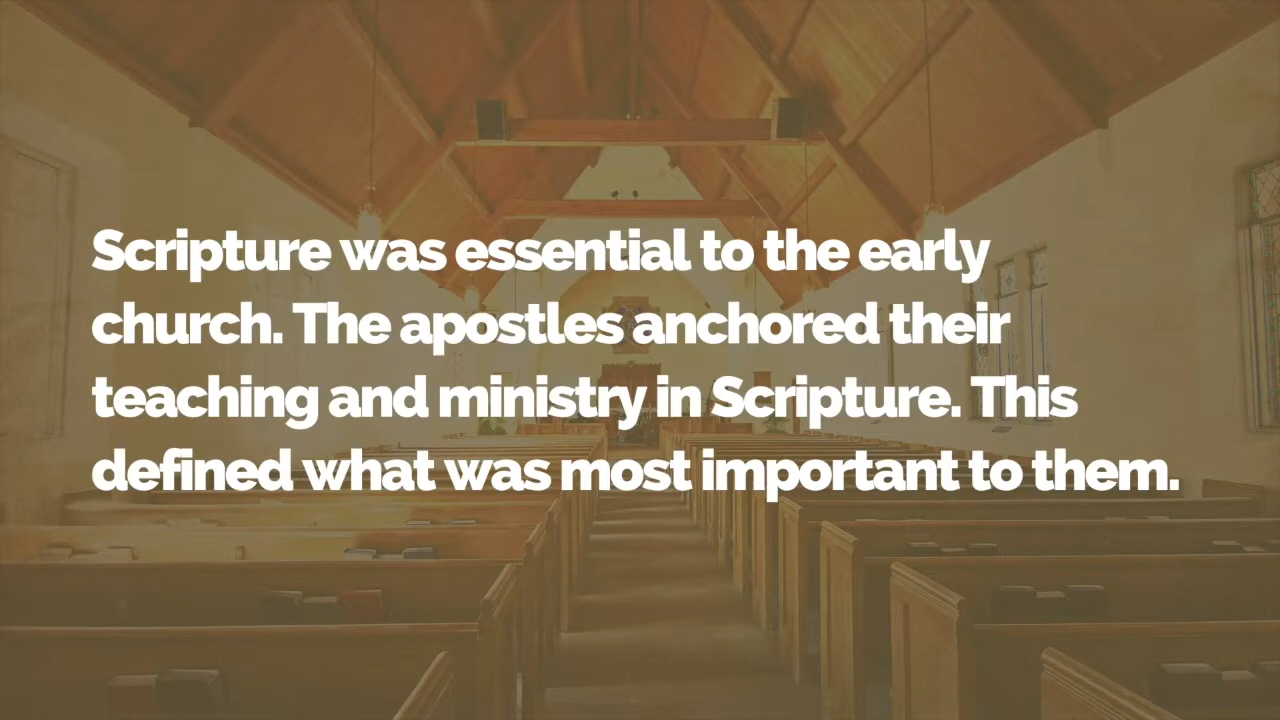 Scripture was essential to the early
church. The apostles anchored their
teaching and ministry in Scripture. This
defined what was most important to them.